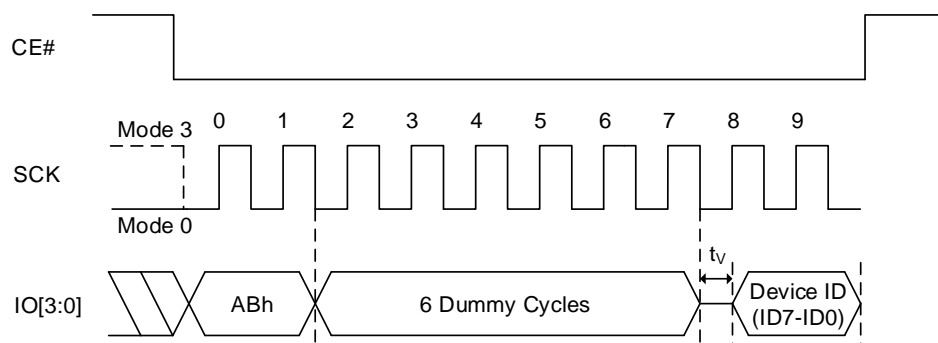 CE#
Mode 3
0 1 2 3 4 5 6 7 8 9
SCK
Mode 0
tV
IO[3:0]
ABh
6 Dummy Cycles
Device ID
(ID7-ID0)